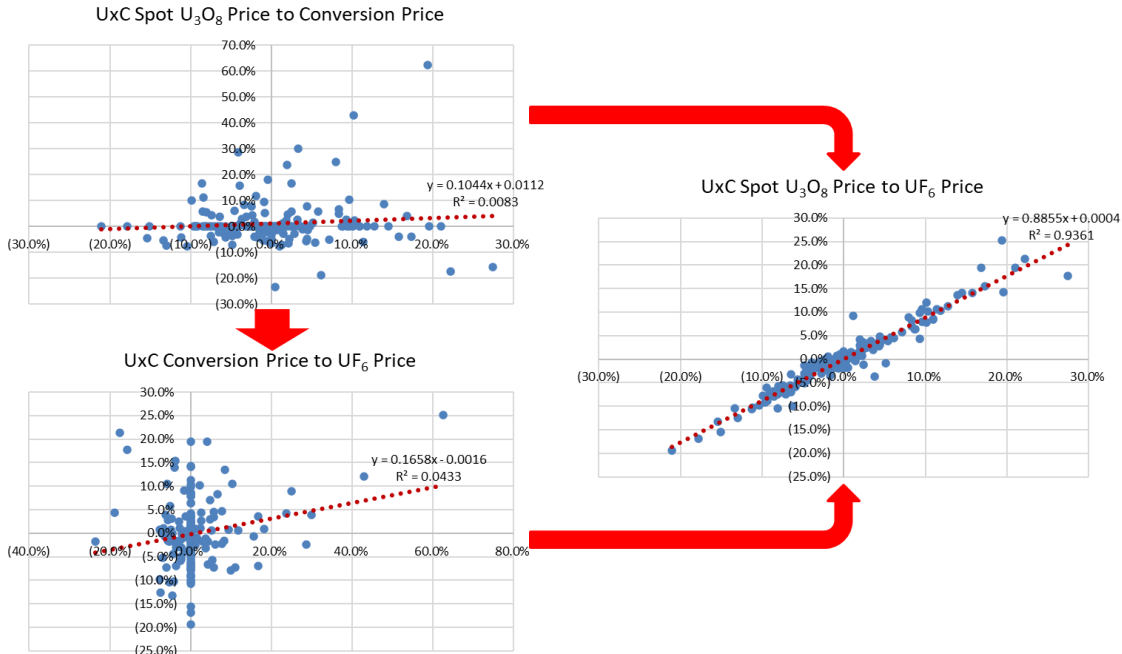 UxC Spot U₃O₈ Price to Conversion Price
70.0%
60.0%
50.0%
40.0%
30.0%
20.0%
10.0%
0.0%
(10.0%)
(20.0%)
(30.0%)
(30.0%) (20.0%) (10.0%) 0.0% 10.0% 20.0% 30.0%
y = 0.1044x + 0.0112
R² = 0.0083
UxC Conversion Price to UF₆ Price
30.0%
25.0%
20.0%
15.0%
10.0%
5.0%
0.0%
(5.0%)
(10.0%)
(15.0%)
(20.0%)
(25.0%)
(40.0%) (20.0%) 0.0% 20.0% 40.0% 60.0% 80.0%
y = 0.1658x - 0.0016
R² = 0.0433
UxC Spot U₃O₈ Price to UF₆ Price
30.0%
25.0%
20.0%
15.0%
10.0%
5.0%
0.0%
(5.0%)
(10.0%)
(15.0%)
(20.0%)
(25.0%)
(30.0%) (20.0%) (10.0%) 0.0% 10.0% 20.0% 30.0%
y = 0.8855x + 0.0004
R² = 0.9361